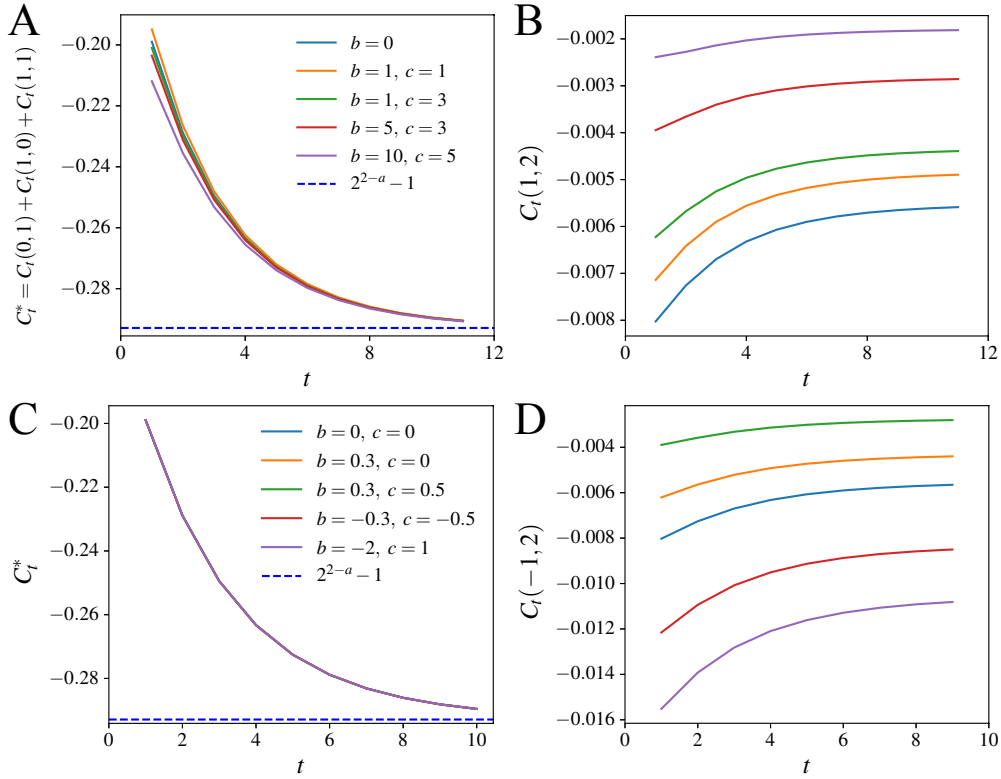 A
C*ₜ = Cₜ(0,1) + Cₜ(1,0) + Cₜ(1,1)
−0.20
−0.22
−0.24
−0.26
−0.28
b = 0
b = 1, c = 1
b = 1, c = 3
b = 5, c = 3
b = 10, c = 5
2²⁻ᵃ − 1
0 4 8 12
t
B
Cₜ(1,2)
−0.002
−0.003
−0.004
−0.005
−0.006
−0.007
−0.008
0 4 8 12
t
C
C*ₜ
−0.20
−0.22
−0.24
−0.26
−0.28
b = 0, c = 0
b = 0.3, c = 0
b = 0.3, c = 0.5
b = −0.3, c = −0.5
b = −2, c = 1
2²⁻ᵃ − 1
0 2 4 6 8 10
t
D
Cₜ(−1,2)
−0.004
−0.006
−0.008
−0.010
−0.012
−0.014
−0.016
0 2 4 6 8 10
t